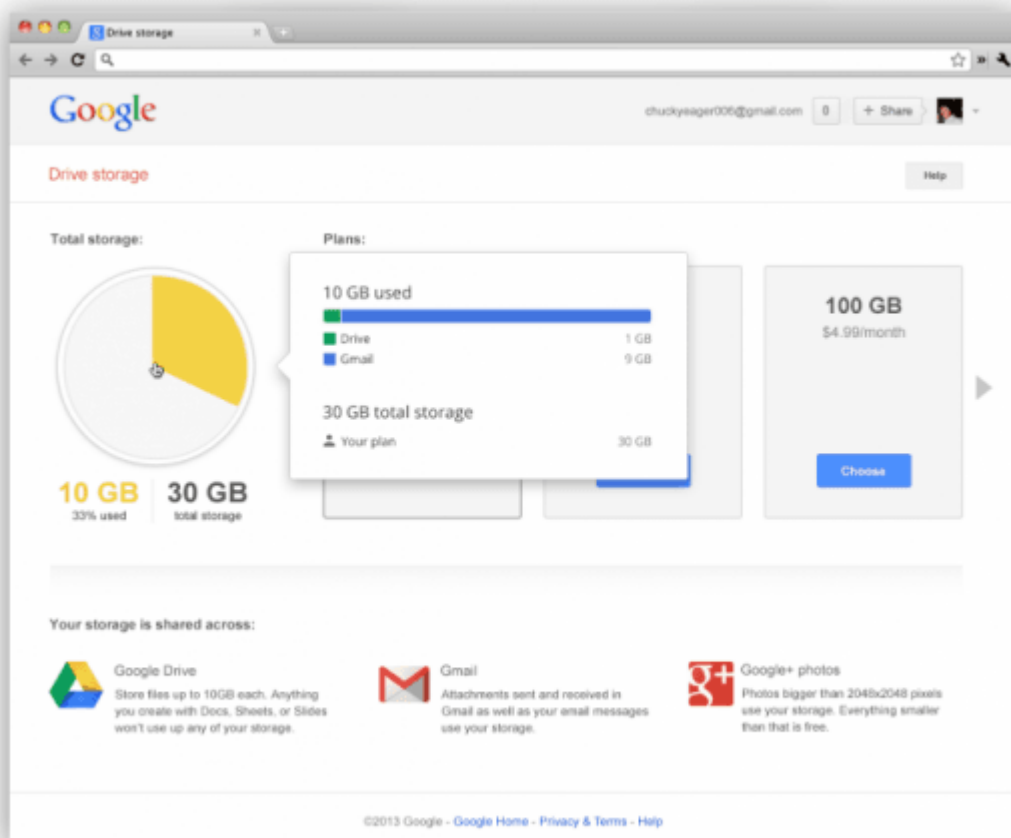 Drive storage
Google
chuckyeager006@gmail.com 0 + Share
Drive storage
Help
Total storage:
Plans:
10 GB used
Drive 1 GB
Gmail 9 GB
30 GB total storage
Your plan 30 GB
100 GB
$4.99/month
Choose
10 GB
33% used
30 GB
total storage
Your storage is shared across:
Google Drive
Store files up to 10GB each. Anything
you create with Docs, Sheets, or Slides
won't use up any of your storage.
Gmail
Attachments sent and received in
Gmail as well as your email messages
use your storage.
g+
Google+ photos
Photos bigger than 2048x2048 pixels
use your storage. Everything smaller
than that is free.
©2013 Google - Google Home - Privacy & Terms - Help